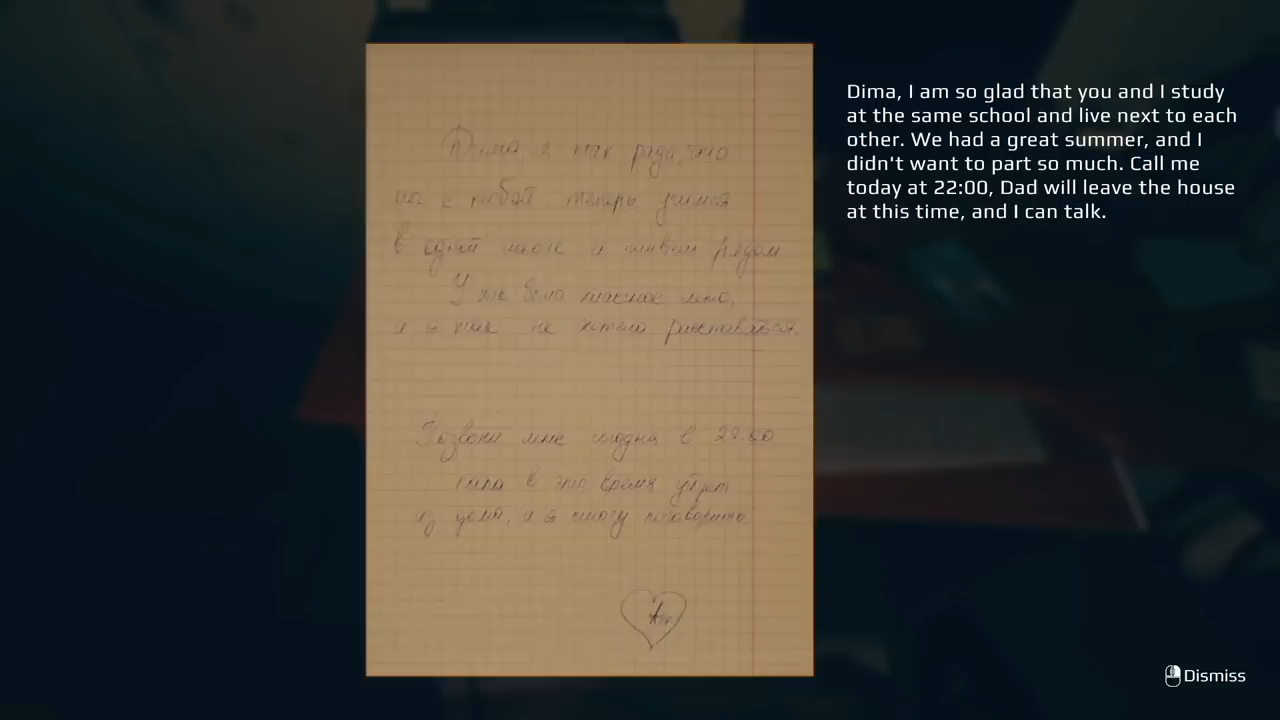 Дима, я так рада, что
мы с тобой теперь учимся
в одной школе и живем рядом
У нас было классное лето,
и я так не хотела расставаться.
Позвони мне сегодня в 22:00
папа в это время уйдет
из дома, и я смогу поговорить.
Dima, I am so glad that you and I study
at the same school and live next to each
other. We had a great summer, and I
didn't want to part so much. Call me
today at 22:00, Dad will leave the house
at this time, and I can talk.
Dismiss